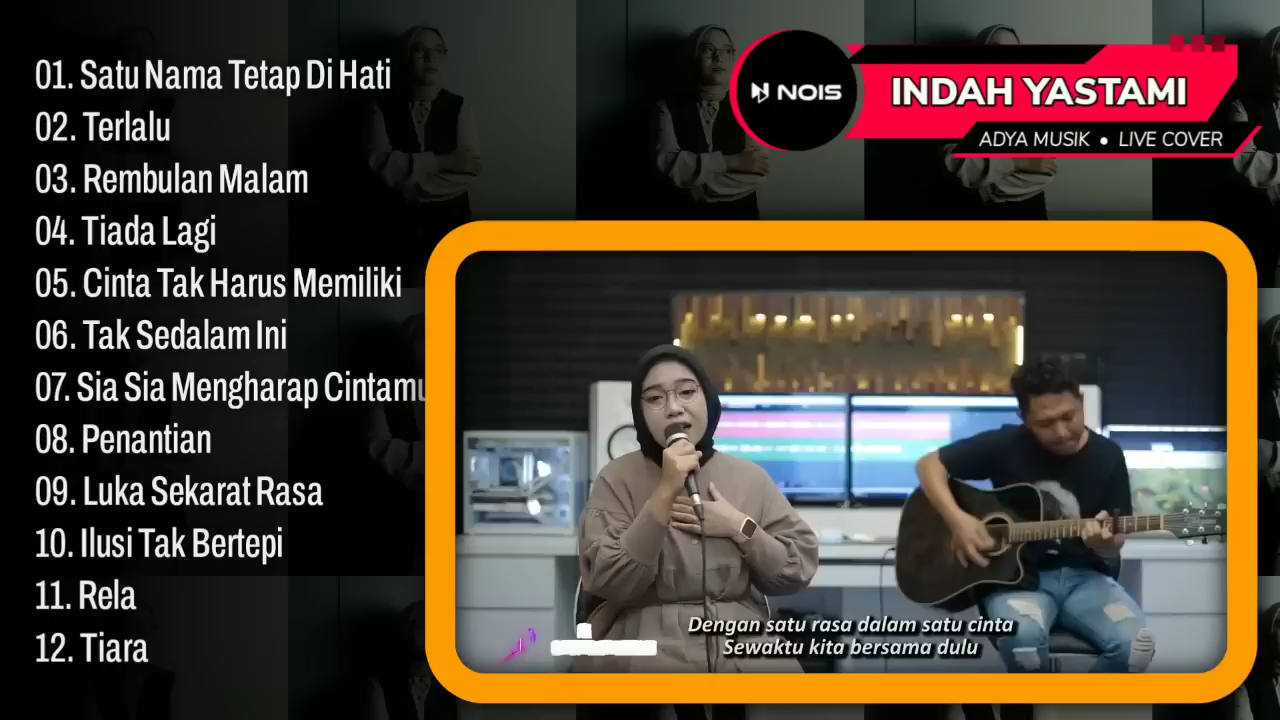 01. Satu Nama Tetap Di Hati
02. Terlalu
03. Rembulan Malam
04. Tiada Lagi
05. Cinta Tak Harus Memiliki
06. Tak Sedalam Ini
07. Sia Sia Mengharap Cintamu
08. Penantian
09. Luka Sekarat Rasa
10. Ilusi Tak Bertepi
11. Rela
12. Tiara
NOIS
INDAH YASTAMI
ADYA MUSIK • LIVE COVER
Dengan satu rasa dalam satu cinta
Sewaktu kita bersama dulu